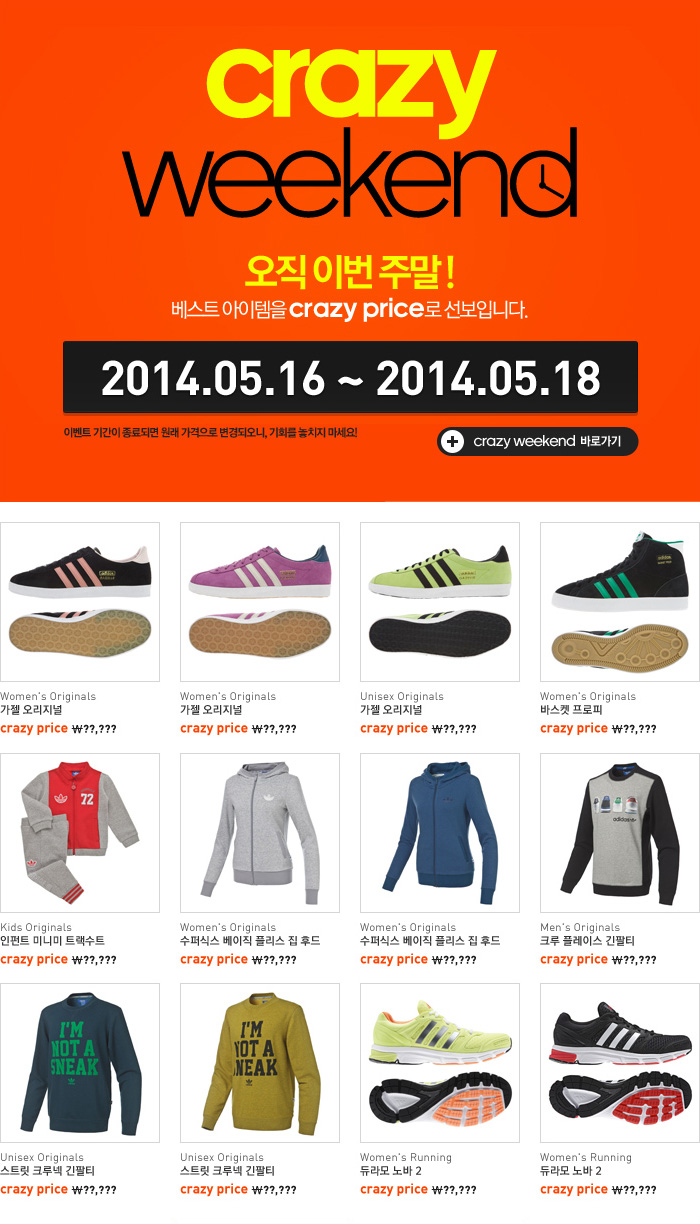 crazy
weekend
오직 이번 주말!
베스트 아이템을 crazy price로 선보입니다.
2014.05.16 ~ 2014.05.18
이벤트 기간이 종료되면 원래 가격으로 변경되오니, 기회를 놓치지 마세요!
crazy weekend 바로가기
Women's Originals
가젤 오리지널
crazy price ₩??,???
Women's Originals
가젤 오리지널
crazy price ₩??,???
Unisex Originals
가젤 오리지널
crazy price ₩??,???
Women's Originals
바스켓 프로피
crazy price ₩??,???
72
Kids Originals
인펀트 미니미 트랙수트
crazy price ₩??,???
Women's Originals
수퍼식스 베이직 플리스 집 후드
crazy price ₩??,???
Women's Originals
수퍼식스 베이직 플리스 집 후드
crazy price ₩??,???
adidas
Men's Originals
크루 플레이스 긴팔티
crazy price ₩??,???
I'M
NOT A
SNEAK
Unisex Originals
스트릿 크루넥 긴팔티
crazy price ₩??,???
I'M
NOT A
SNEAK
Unisex Originals
스트릿 크루넥 긴팔티
crazy price ₩??,???
Women's Running
듀라모 노바 2
crazy price ₩??,???
Women's Running
듀라모 노바 2
crazy price ₩??,???